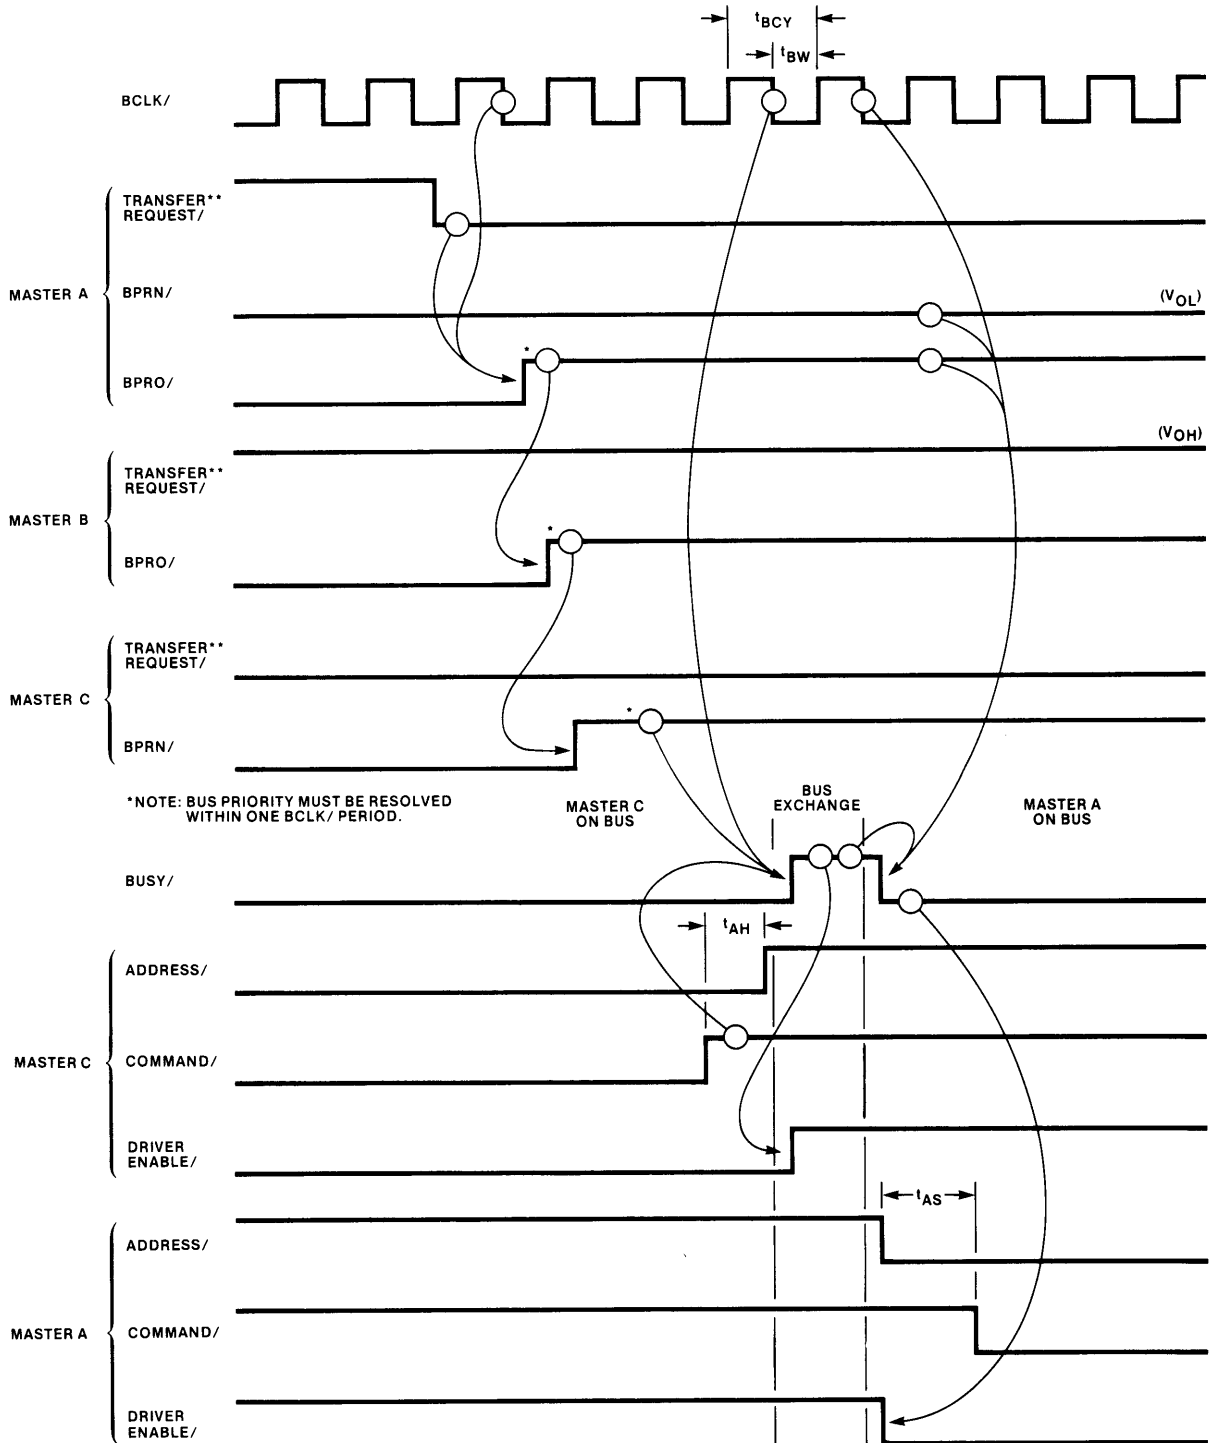 tBCY
tBW
BCLK/
MASTER A
TRANSFER**
REQUEST/
BPRN/
(VOL)
*
BPRO/
(VOH)
MASTER B
TRANSFER**
REQUEST/
*
BPRO/
MASTER C
TRANSFER**
REQUEST/
*
BPRN/
*NOTE: BUS PRIORITY MUST BE RESOLVED
WITHIN ONE BCLK/ PERIOD.
MASTER C
ON BUS
BUS
EXCHANGE
MASTER A
ON BUS
BUSY/
tAH
MASTER C
ADDRESS/
COMMAND/
DRIVER
ENABLE/
tAS
MASTER A
ADDRESS/
COMMAND/
DRIVER
ENABLE/